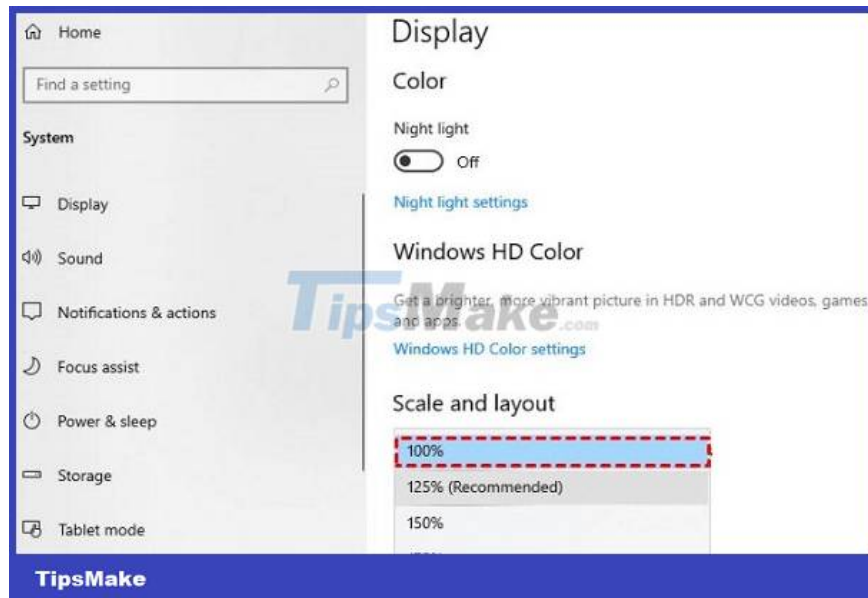 Home
Find a setting
System
Display
Sound
Notifications & actions
Focus assist
Power & sleep
Storage
Tablet mode
Display
Color
Night light
Off
Night light settings
Windows HD Color
Get a brighter, more vibrant picture in HDR and WCG videos, games
and apps.
Windows HD Color settings
Scale and layout
100%
125% (Recommended)
150%
TipsMake.com
TipsMake